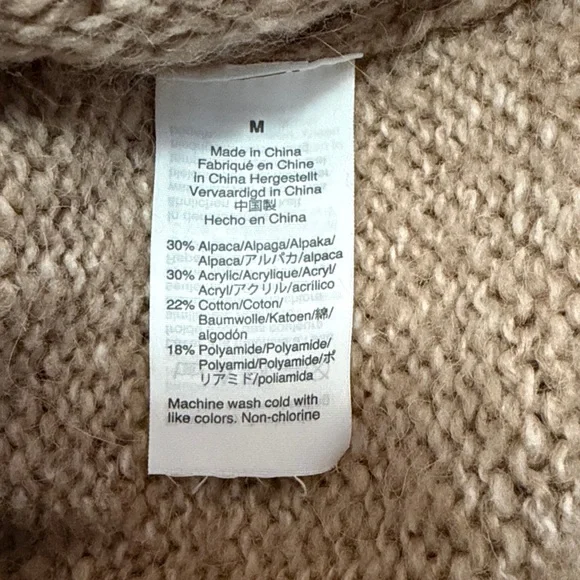 M
Made in China
Fabriqué en Chine
in China Hergestellt
Vervaardigd in China
中国製
Hecho en China
30% Alpaca/Alpaga/Alpaka/
Alpaca/アルパカ/alpaca
30% Acrylic/Acrylique/Acryl/
Acryl/アクリル/acrílico
22% Cotton/Coton/
Baumwolle/Katoen/綿/
algodón
18% Polyamide/Polyamide/
Polyamid/Polyamide/ポ
リアミド/poliamida
Machine wash cold with
like colors. Non-chlorine